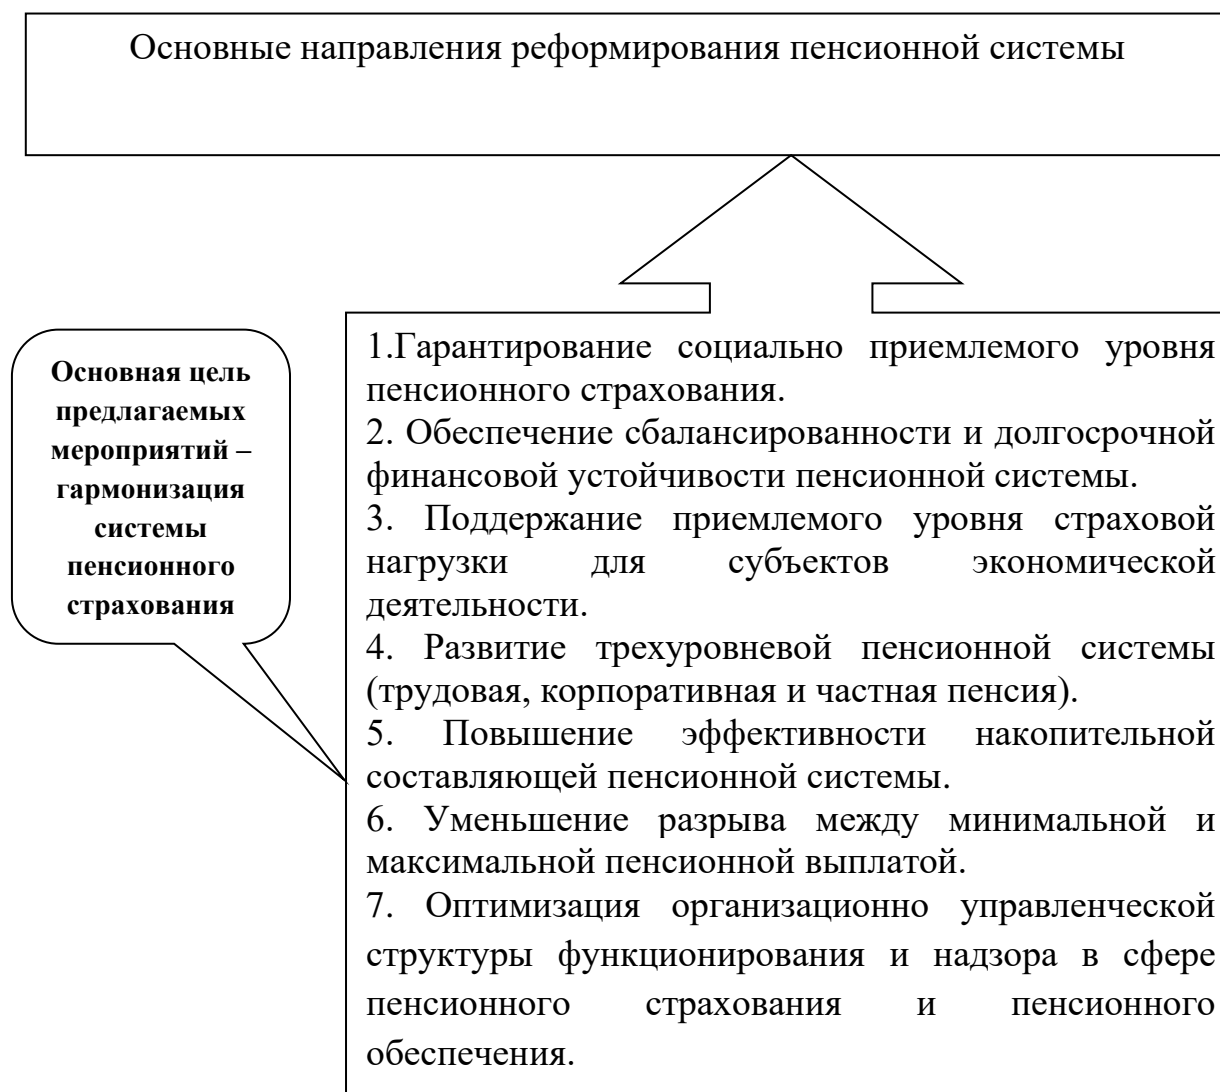 Основные направления реформирования пенсионной системы
Основная цель
предлагаемых
мероприятий –
гармонизация
системы
пенсионного
страхования
1.Гарантирование социально приемлемого уровня
пенсионного страхования.
2. Обеспечение сбалансированности и долгосрочной
финансовой устойчивости пенсионной системы.
3. Поддержание приемлемого уровня страховой
нагрузки для субъектов экономической
деятельности.
4. Развитие трехуровневой пенсионной системы
(трудовая, корпоративная и частная пенсия).
5. Повышение эффективности накопительной
составляющей пенсионной системы.
6. Уменьшение разрыва между минимальной и
максимальной пенсионной выплатой.
7. Оптимизация организационно управленческой
структуры функционирования и надзора в сфере
пенсионного страхования и пенсионного
обеспечения.